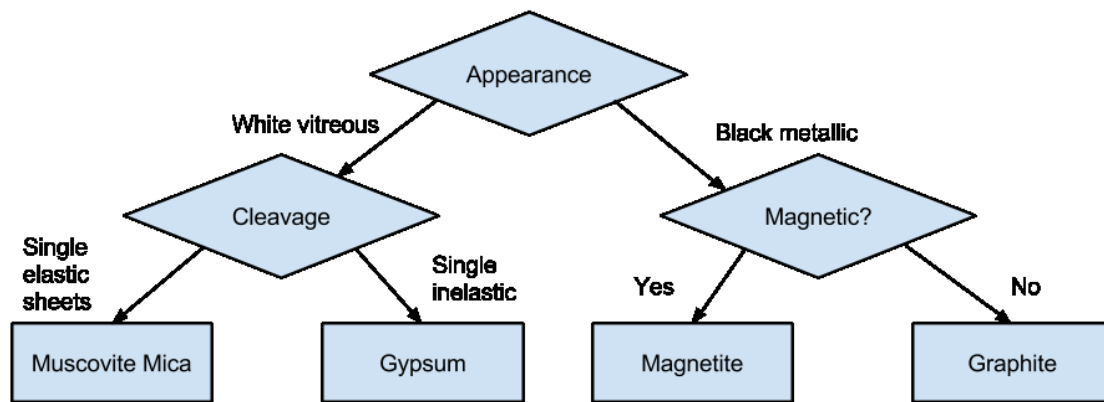 Appearance
White vitreous
Black metallic
Cleavage
Magnetic?
Single
elastic
sheets
Single
inelastic
Yes
No
Muscovite Mica
Gypsum
Magnetite
Graphite